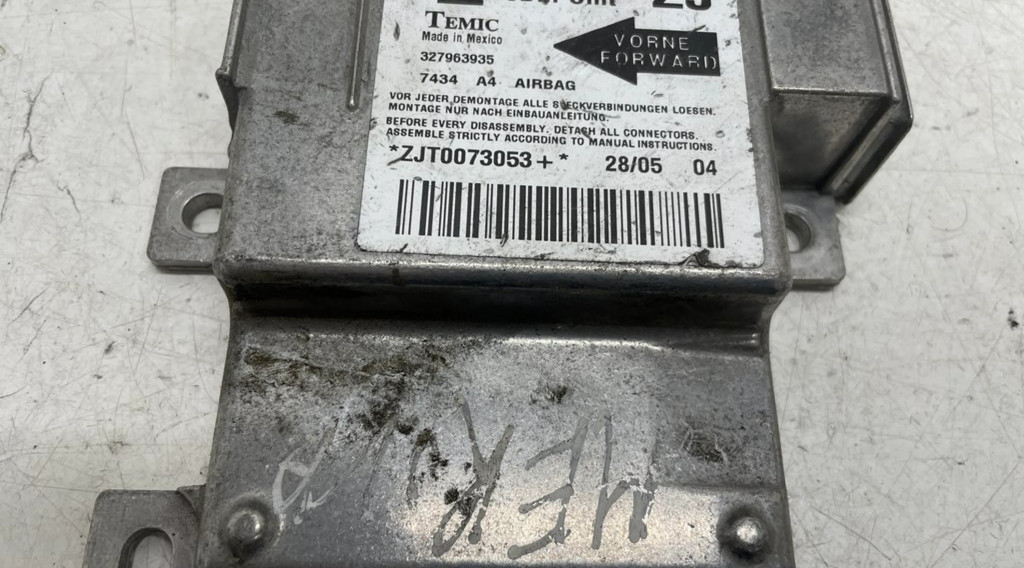 TEMIC
Made in Mexico
327963935
7434 A4 AIRBAG
VORNE
FORWARD
VOR JEDER DEMONTAGE ALLE STECKVERBINDUNGEN LOESEN.
MONTAGE NUR NACH EINBAUANLEITUNG.
BEFORE EVERY DISASSEMBLY. DETACH ALL CONNECTORS.
ASSEMBLE STRICTLY ACCORDING TO MANUAL INSTRUCTIONS.
*ZJT0073053+* 28/05 04